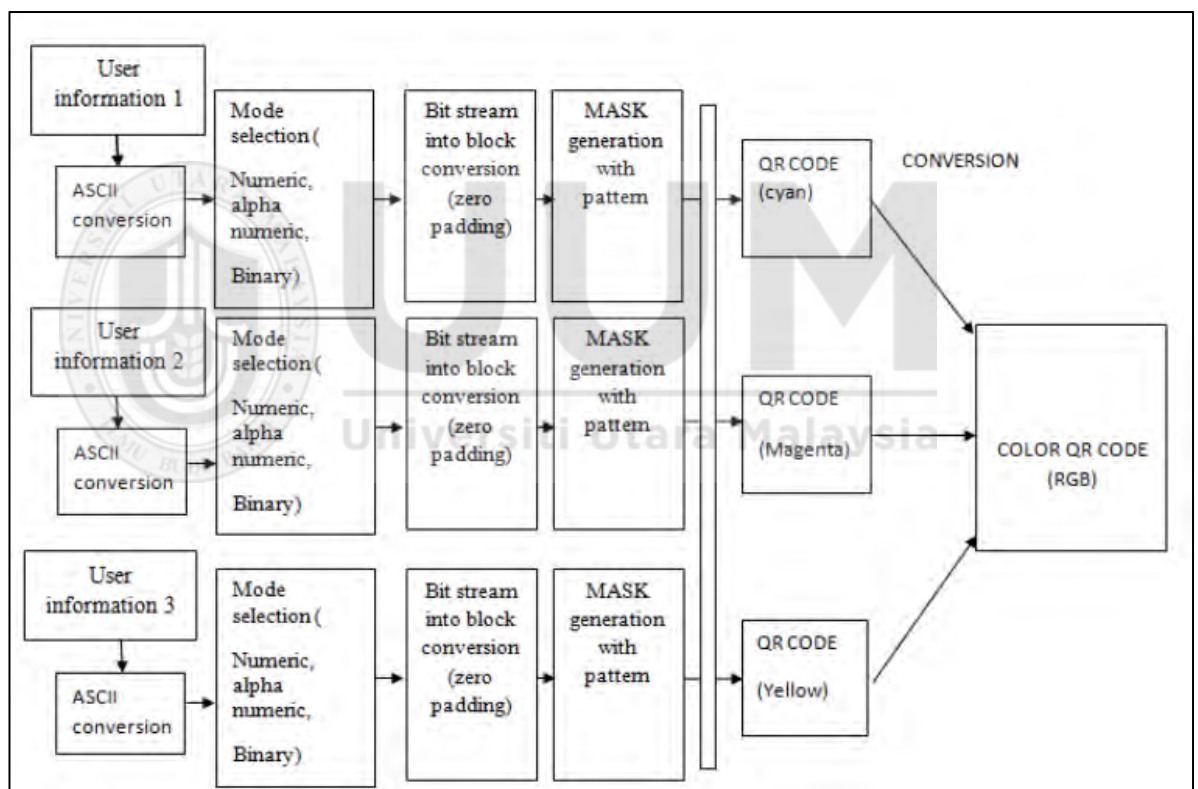 User
information 1
ASCII
conversion
Mode
selection (
Numeric,
alpha
numeric,
Binary)
Bit stream
into block
conversion
(zero
padding)
MASK
generation
with
pattern
QR CODE
(cyan)
CONVERSION
User
information 2
ASCII
conversion
Mode
selection (
Numeric,
alpha
numeric,
Binary)
Bit stream
into block
conversion
(zero
padding)
MASK
generation
with
pattern
QR CODE
(Magenta)
COLOR QR CODE
(RGB)
User
information 3
ASCII
conversion
Mode
selection (
Numeric,
alpha
numeric,
Binary)
Bit stream
into block
conversion
(zero
padding)
MASK
generation
with
pattern
QR CODE
(Yellow)
UUM
Universiti Utara Malaysia
UNIVERSITI UTARA MALAYSIA